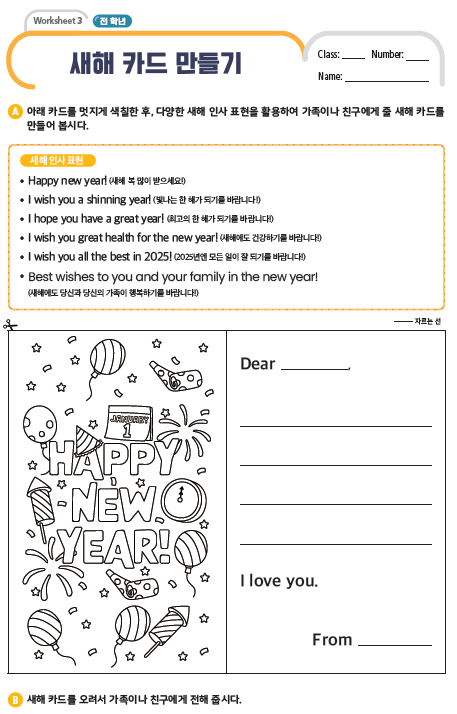 Worksheet 3 전 학년
새해 카드 만들기
Class: Number:
Name:
A 아래 카드를 멋지게 색칠한 후, 다양한 새해 인사 표현을 활용하여 가족이나 친구에게 줄 새해 카드를
만들어 봅시다.
새해 인사 표현
• Happy new year! (새해 복 많이 받으세요!)
• I wish you a shinning year! (빛나는 한 해가 되기를 바랍니다!)
• I hope you have a great year! (최고의 한 해가 되기를 바랍니다!)
• I wish you great health for the new year! (새해에도 건강하기를 바랍니다!)
• I wish you all the best in 2025! (2025년엔 모든 일이 잘 되기를 바랍니다!)
• Best wishes to you and your family in the new year!
(새해에도 당신과 당신의 가족이 행복하기를 바랍니다!)
자르는 선
JANUARY
1
HAPPY
NEW
YEAR!
Dear ,
I love you.
From
B 새해 카드를 오려서 가족이나 친구에게 전해 줍시다.